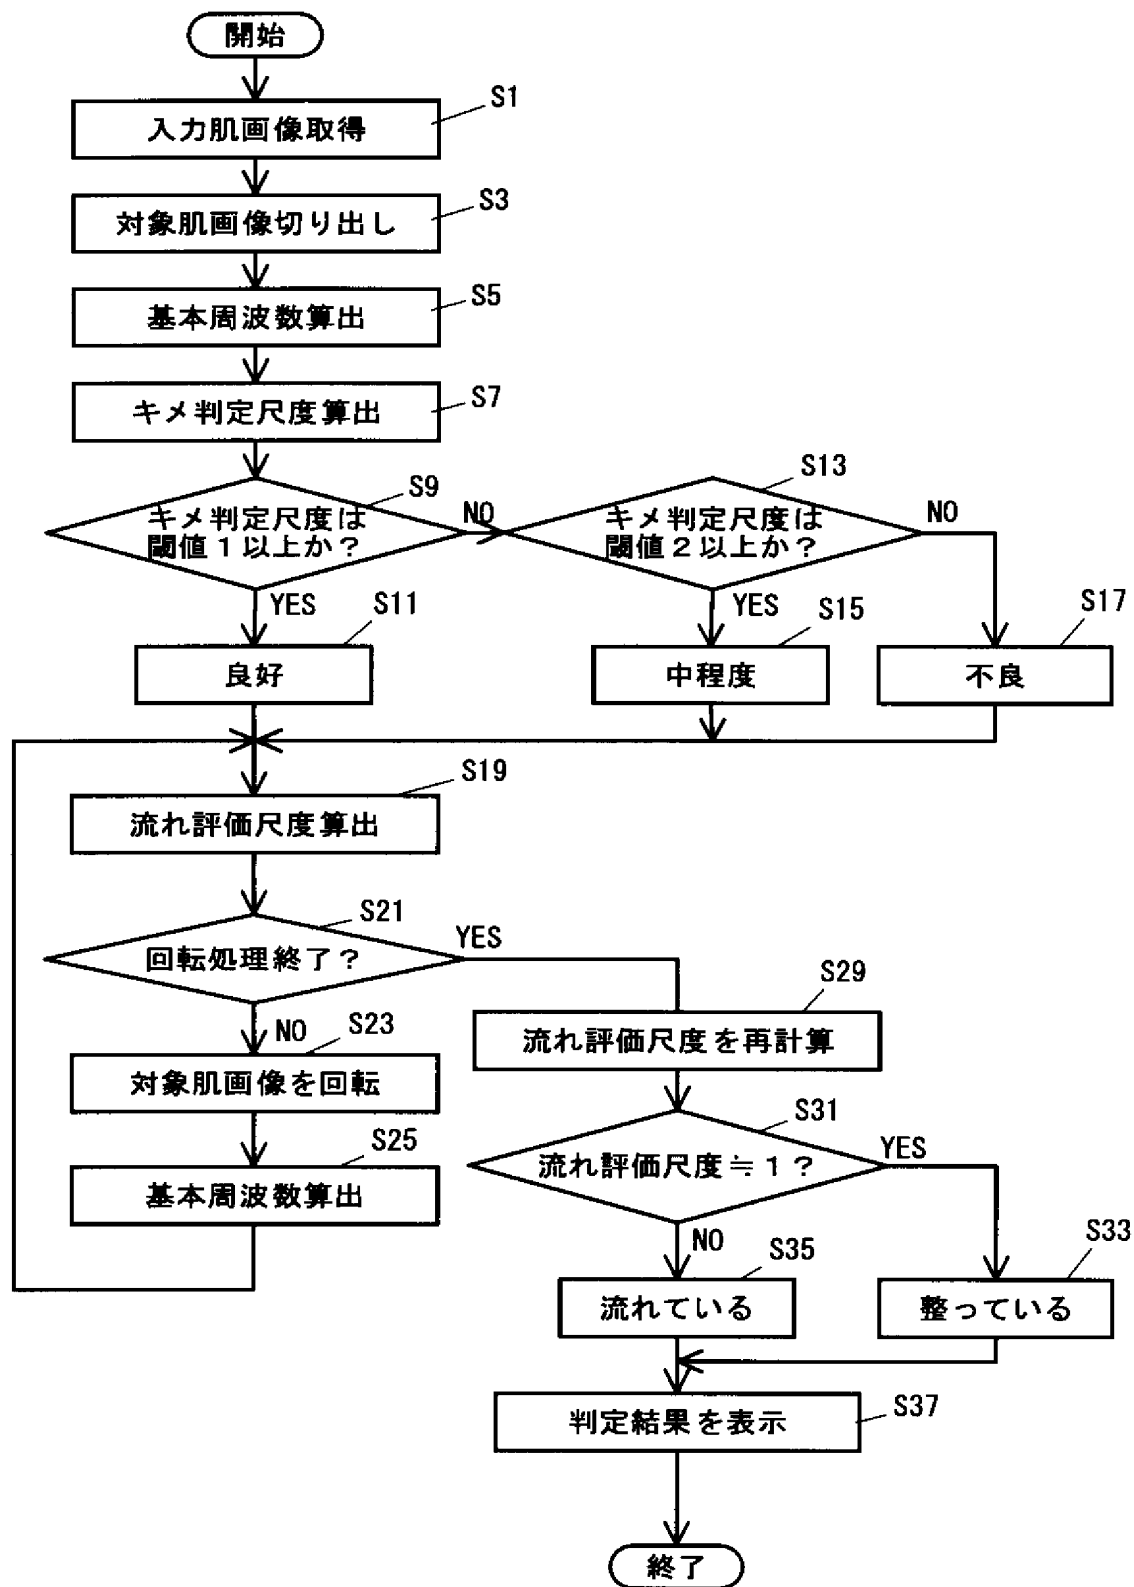 開始
S1
入力肌画像取得
S3
対象肌画像切り出し
S5
基本周波数算出
S7
キメ判定尺度算出
S9
キメ判定尺度は
閾値１以上か？
NO
YES
S13
キメ判定尺度は
閾値２以上か？
NO
YES
S11
良好
S15
中程度
S17
不良
S19
流れ評価尺度算出
S21
回転処理終了？
YES
NO
S23
対象肌画像を回転
S25
基本周波数算出
S29
流れ評価尺度を再計算
S31
流れ評価尺度≒１？
YES
NO
S35
流れている
S33
整っている
S37
判定結果を表示
終了